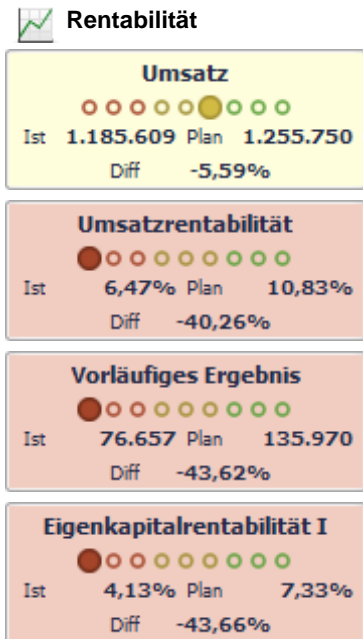 Rentabilität
Umsatz
Ist 1.185.609 Plan 1.255.750
Diff -5,59%
Umsatzrentabilität
Ist 6,47% Plan 10,83%
Diff -40,26%
Vorläufiges Ergebnis
Ist 76.657 Plan 135.970
Diff -43,62%
Eigenkapitalrentabilität I
Ist 4,13% Plan 7,33%
Diff -43,66%